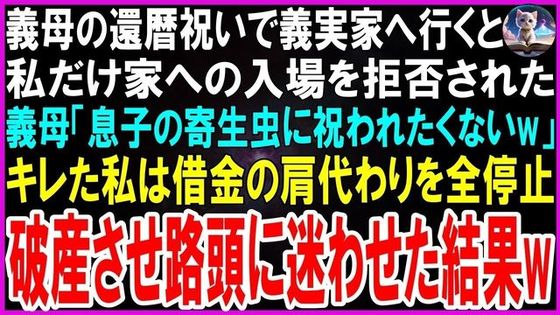 義母の還暦祝いで義実家へ行くと
私だけ家への入場を拒否された
義母「息子の寄生虫に祝われたくないw」
キレた私は借金の肩代わりを全停止
破産させ路頭に迷わせた結果w